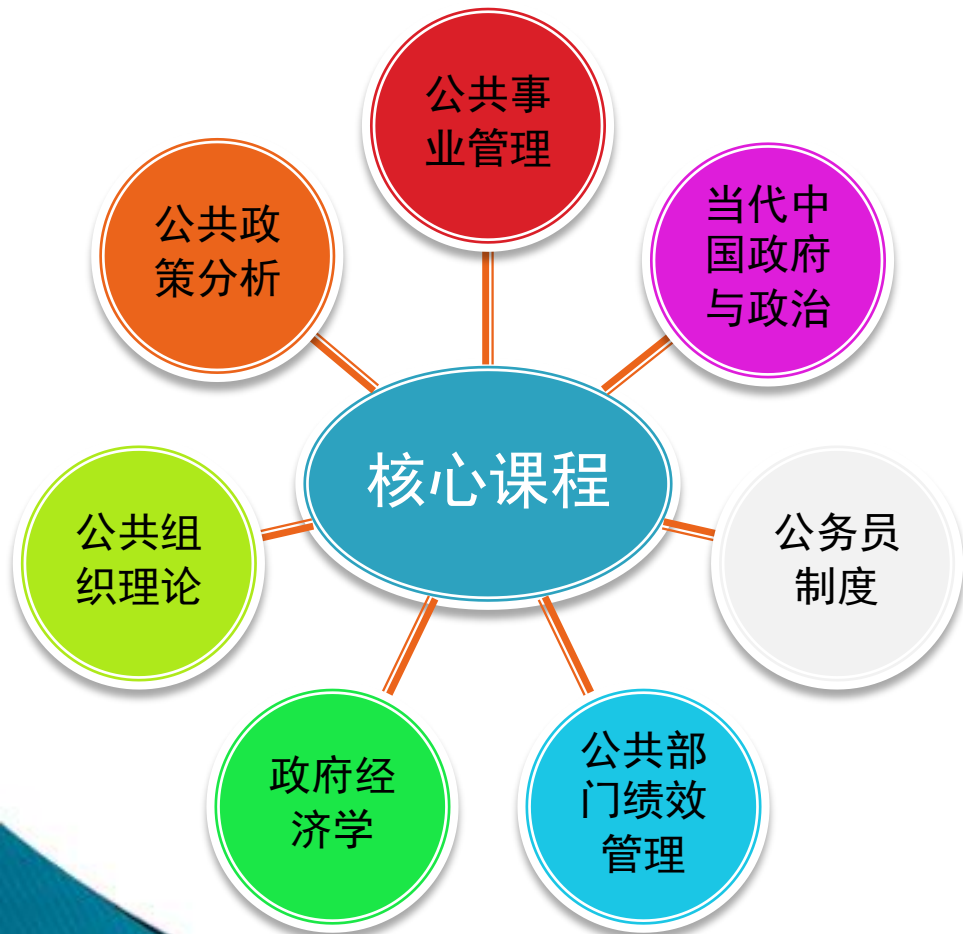 公共事
业管理
当代中
国政府
与政治
公务员
制度
公共部
门绩效
管理
政府经
济学
公共组
织理论
公共政
策分析
核心课程